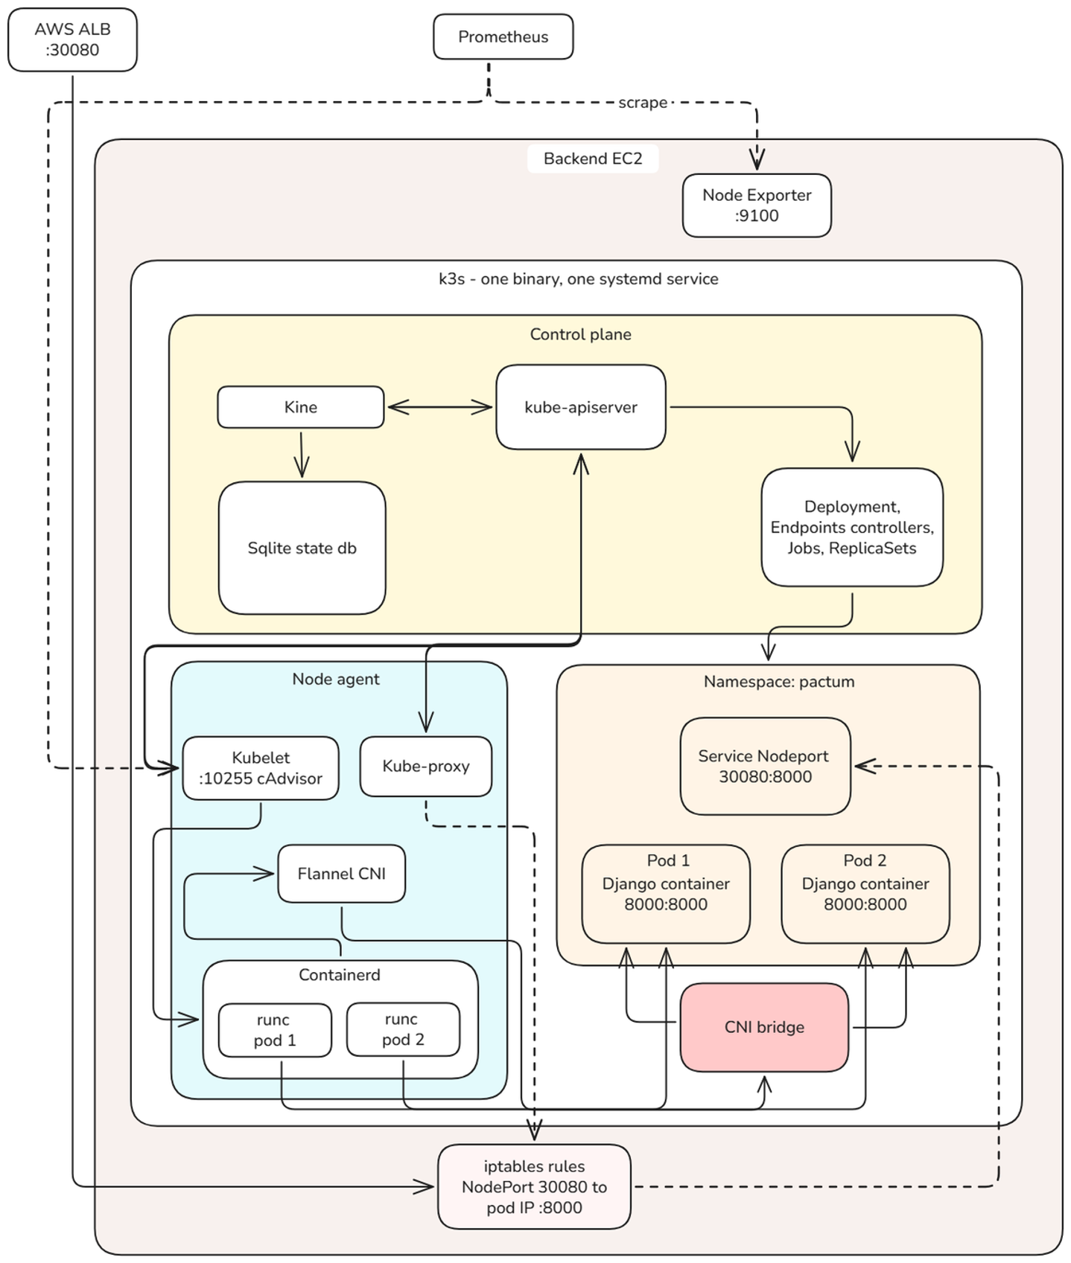 AWS ALB
:30080
Prometheus
scrape
Backend EC2
Node Exporter
:9100
k3s - one binary, one systemd service
Control plane
Kine
kube-apiserver
Sqlite state db
Deployment,
Endpoints controllers,
Jobs, ReplicaSets
Node agent
Kubelet
:10255 cAdvisor
Kube-proxy
Flannel CNI
Containerd
runc
pod 1
runc
pod 2
Namespace: pactum
Service Nodeport
30080:8000
Pod 1
Django container
8000:8000
Pod 2
Django container
8000:8000
CNI bridge
iptables rules
NodePort 30080 to
pod IP :8000